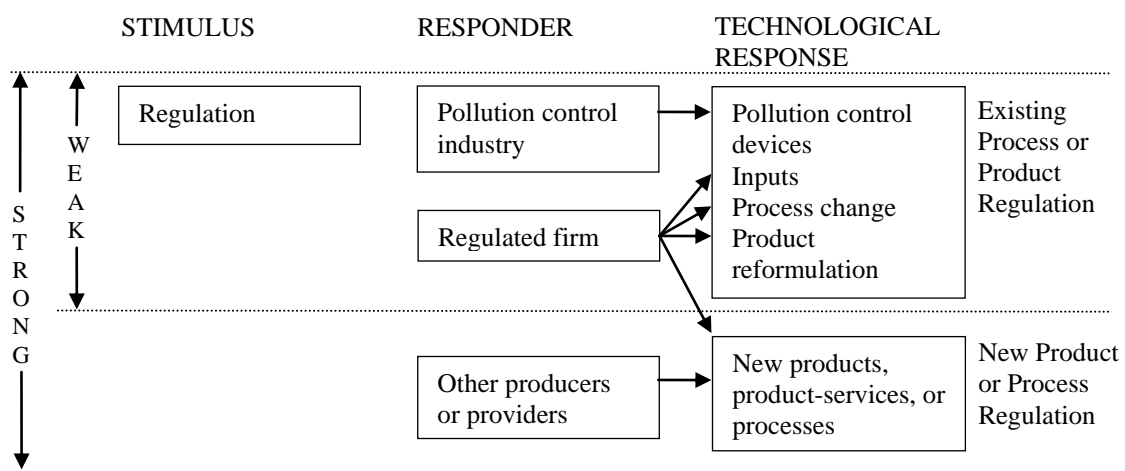 STIMULUS
RESPONDER
TECHNOLOGICAL
RESPONSE
STRONG
WEAK
Regulation
Pollution control
industry
Pollution control
devices
Inputs
Process change
Product
reformulation
Existing
Process or
Product
Regulation
Regulated firm
Other producers
or providers
New products,
product-services, or
processes
New Product
or Process
Regulation